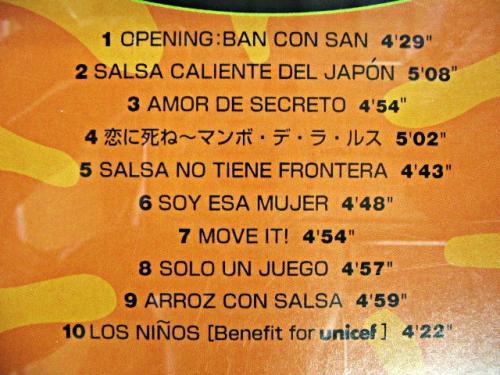 1 OPENING:BAN CON SAN 4'29"
2 SALSA CALIENTE DEL JAPÓN 5'08"
3 AMOR DE SECRETO 4'54"
4 恋に死ね〜マンボ・デ・ラ・ルス 5'02"
5 SALSA NO TIENE FRONTERA 4'43"
6 SOY ESA MUJER 4'48"
7 MOVE IT! 4'54"
8 SOLO UN JUEGO 4'57"
9 ARROZ CON SALSA 4'59"
10 LOS NIÑOS [Benefit for unicef] 4'22"